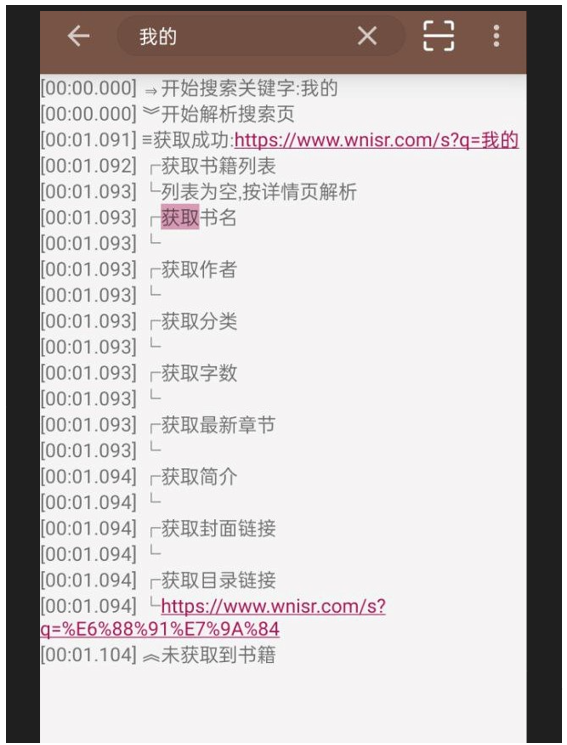 我的
[00:00.000] ⇒开始搜索关键字:我的
[00:00.000] ︾开始解析搜索页
[00:01.091] ≡获取成功:https://www.wnisr.com/s?q=我的
[00:01.092] ┌获取书籍列表
[00:01.093] └列表为空,按详情页解析
[00:01.093] ┌获取书名
[00:01.093] └
[00:01.093] ┌获取作者
[00:01.093] └
[00:01.093] ┌获取分类
[00:01.093] └
[00:01.093] ┌获取字数
[00:01.093] └
[00:01.093] ┌获取最新章节
[00:01.093] └
[00:01.094] ┌获取简介
[00:01.094] └
[00:01.094] ┌获取封面链接
[00:01.094] └
[00:01.094] ┌获取目录链接
[00:01.094] └https://www.wnisr.com/s?
q=%E6%88%91%E7%9A%84
[00:01.104] ︽未获取到书籍